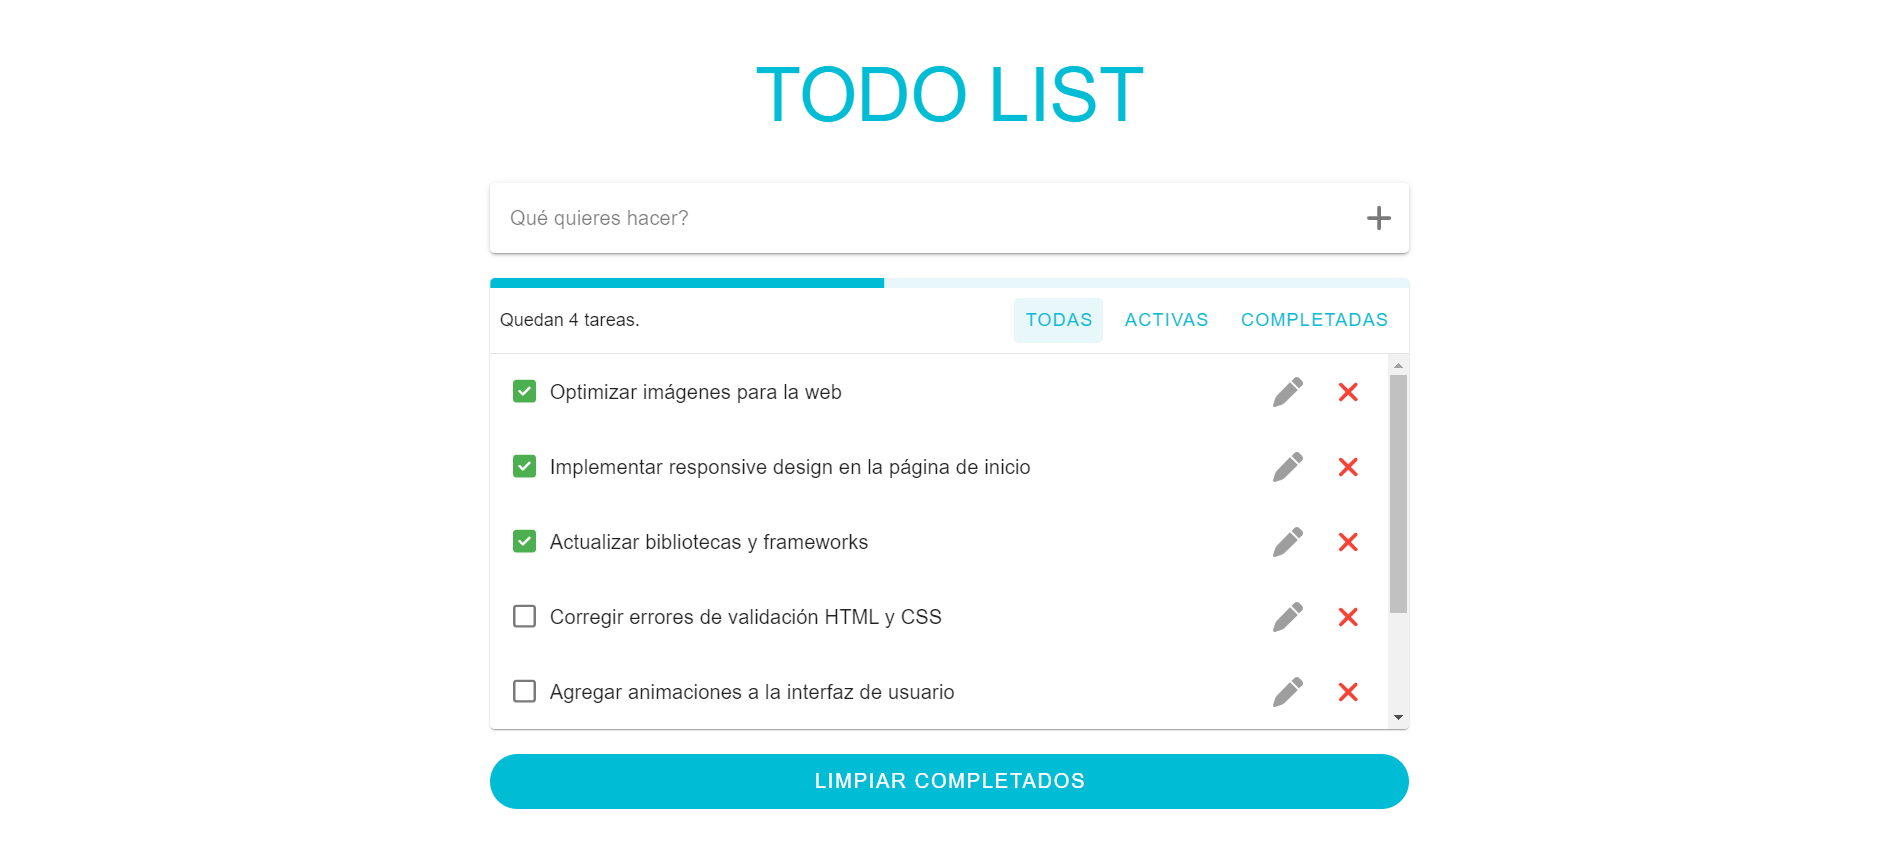 TODO LIST
Qué quieres hacer?
Quedan 4 tareas.
TODAS
ACTIVAS
COMPLETADAS
Optimizar imágenes para la web
Implementar responsive design en la página de inicio
Actualizar bibliotecas y frameworks
Corregir errores de validación HTML y CSS
Agregar animaciones a la interfaz de usuario
LIMPIAR COMPLETADOS